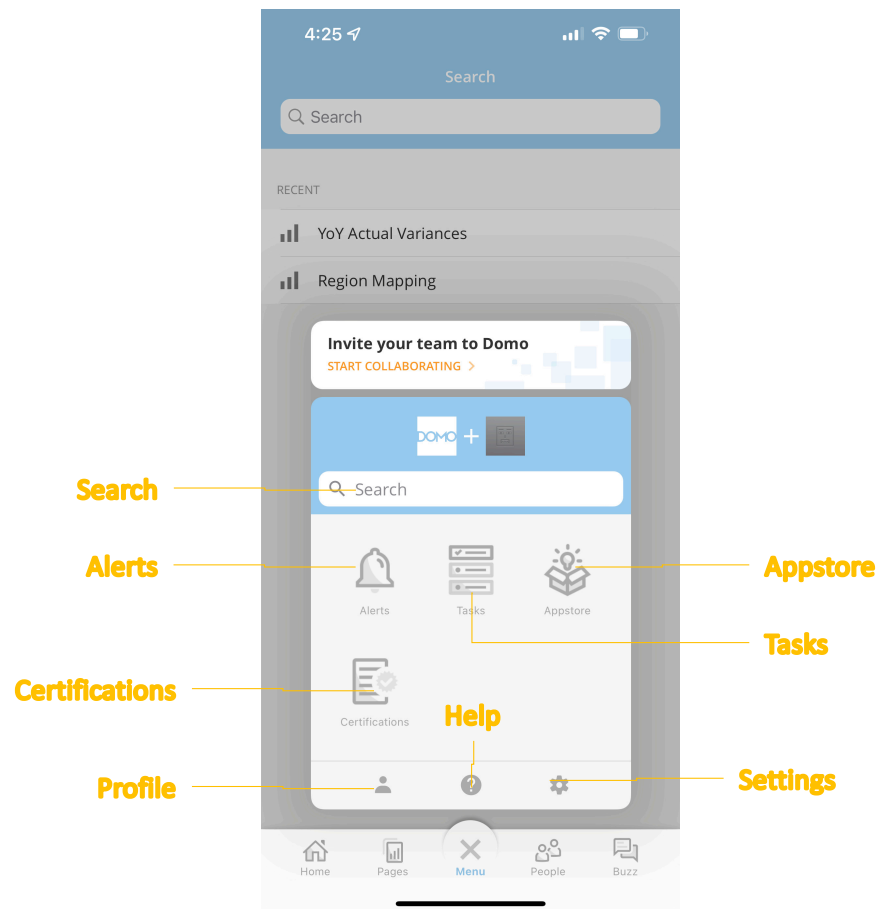 4:25
Search
Search
RECENT
YoY Actual Variances
Region Mapping
Invite your team to Domo
START COLLABORATING >
DOMO +
Search
Search
Alerts
Appstore
Alerts
Tasks
Appstore
Tasks
Certifications
Certifications
Help
Profile
?
Settings
Home
Pages
Menu
People
Buzz